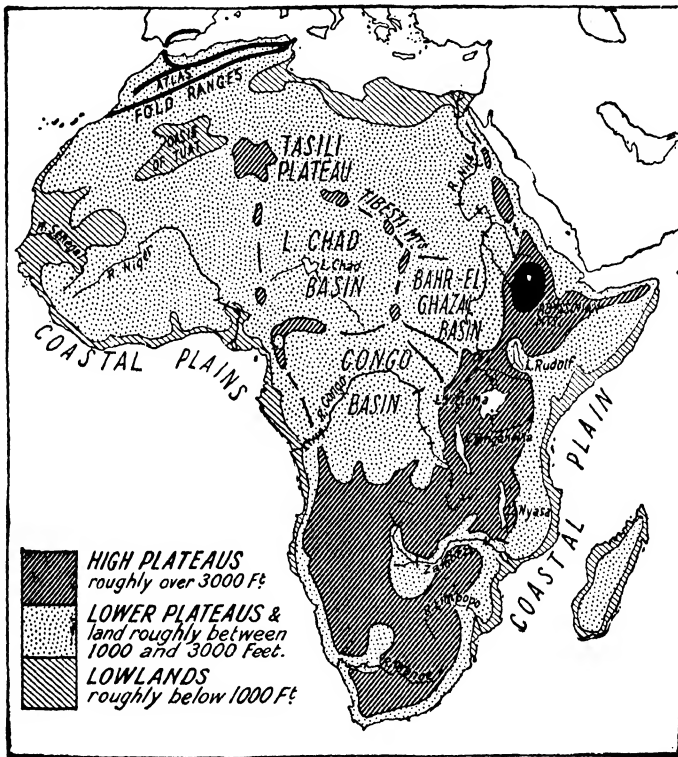 ATLAS
FOLD RANGES
OASIS
OF TUAT
TASILI
PLATEAU
TIBESTI MTS
R. Nile
R. Senegal
R. Niger
L. CHAD
L. Chad
BASIN
BAHR-EL
GHAZAL
BASIN
ABYSSINIAN
L. Rudolf
COASTAL PLAINS
CONGO
BASIN
R. Congo
L. Victoria
L. Tanganyika
L. Nyasa
COASTAL PLAIN
Zambesi
R. Limpopo
R. Orange
HIGH PLATEAUS
roughly over 3000 Ft
LOWER PLATEAUS &
land roughly between
1000 and 3000 Feet.
LOWLANDS
roughly below 1000 Ft